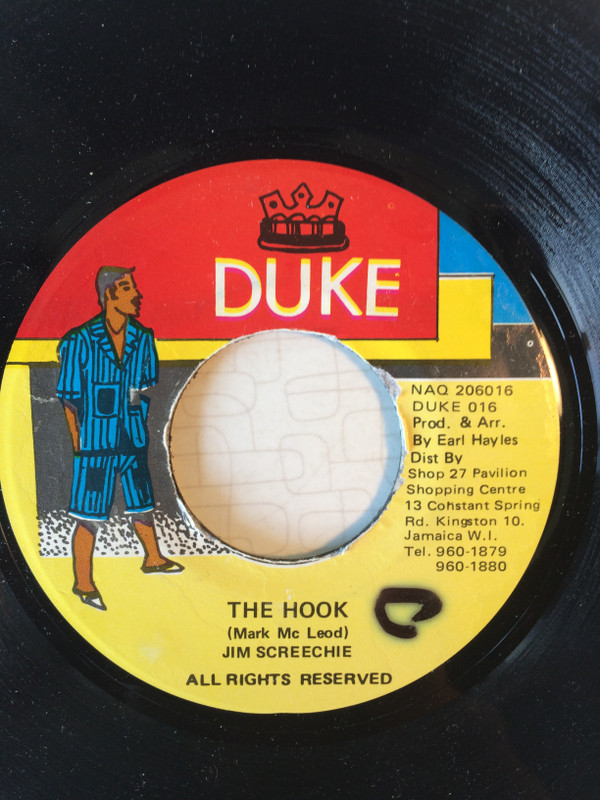 DUKE
NAQ 206016
DUKE 016
Prod. & Arr.
By Earl Hayles
Dist By
Shop 27 Pavilion
Shopping Centre
13 Cohstant Spring
Rd. Kingston 10.
Jamaica W.I.
Tel. 960-1879
960-1880
THE HOOK
(Mark Mc Leod)
JIM SCREECHIE
ALL RIGHTS RESERVED